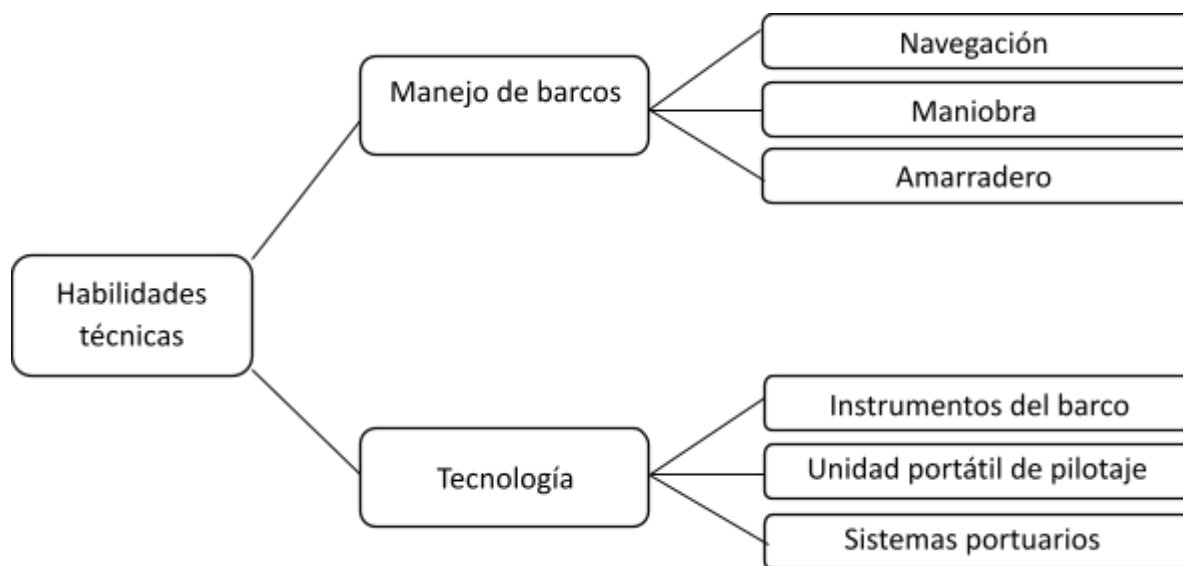 Habilidades
técnicas
Manejo de barcos
Navegación
Maniobra
Amarradero
Tecnología
Instrumentos del barco
Unidad portátil de pilotaje
Sistemas portuarios